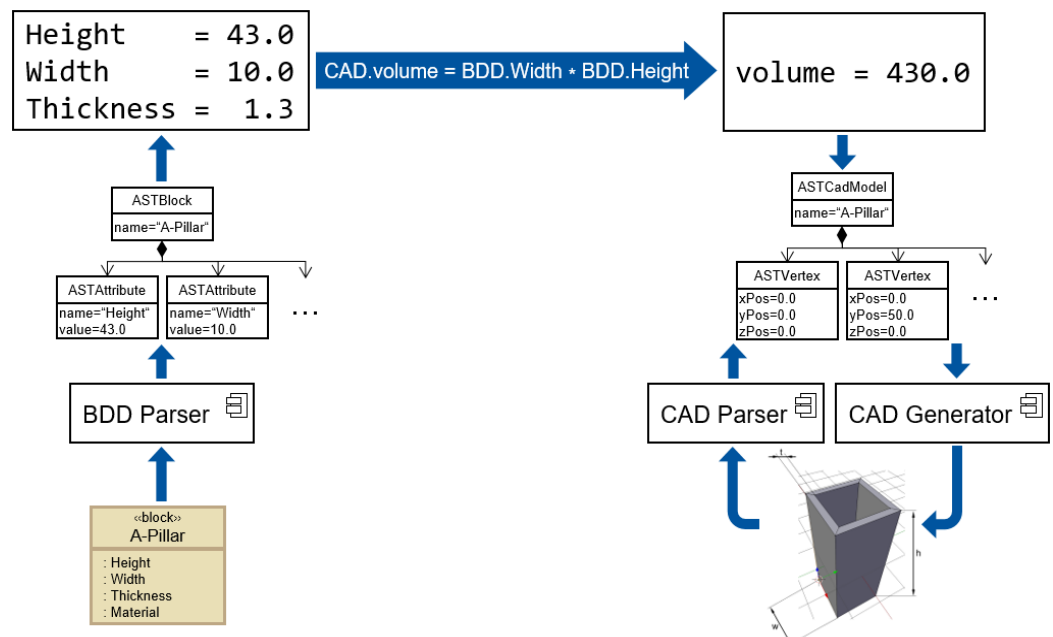 Height    = 43.0
Width     = 10.0
Thickness =  1.3
CAD.volume = BDD.Width * BDD.Height
volume = 430.0
ASTBlock
name="A-Pillar"
ASTAttribute
name="Height"
value=43.0
ASTAttribute
name="Width"
value=10.0
...
ASTCadModel
name="A-Pillar"
ASTVertex
xPos=0.0
yPos=0.0
zPos=0.0
ASTVertex
xPos=0.0
yPos=50.0
zPos=0.0
...
BDD Parser
CAD Parser
CAD Generator
«block»
A-Pillar
: Height
: Width
: Thickness
: Material
t
h
w